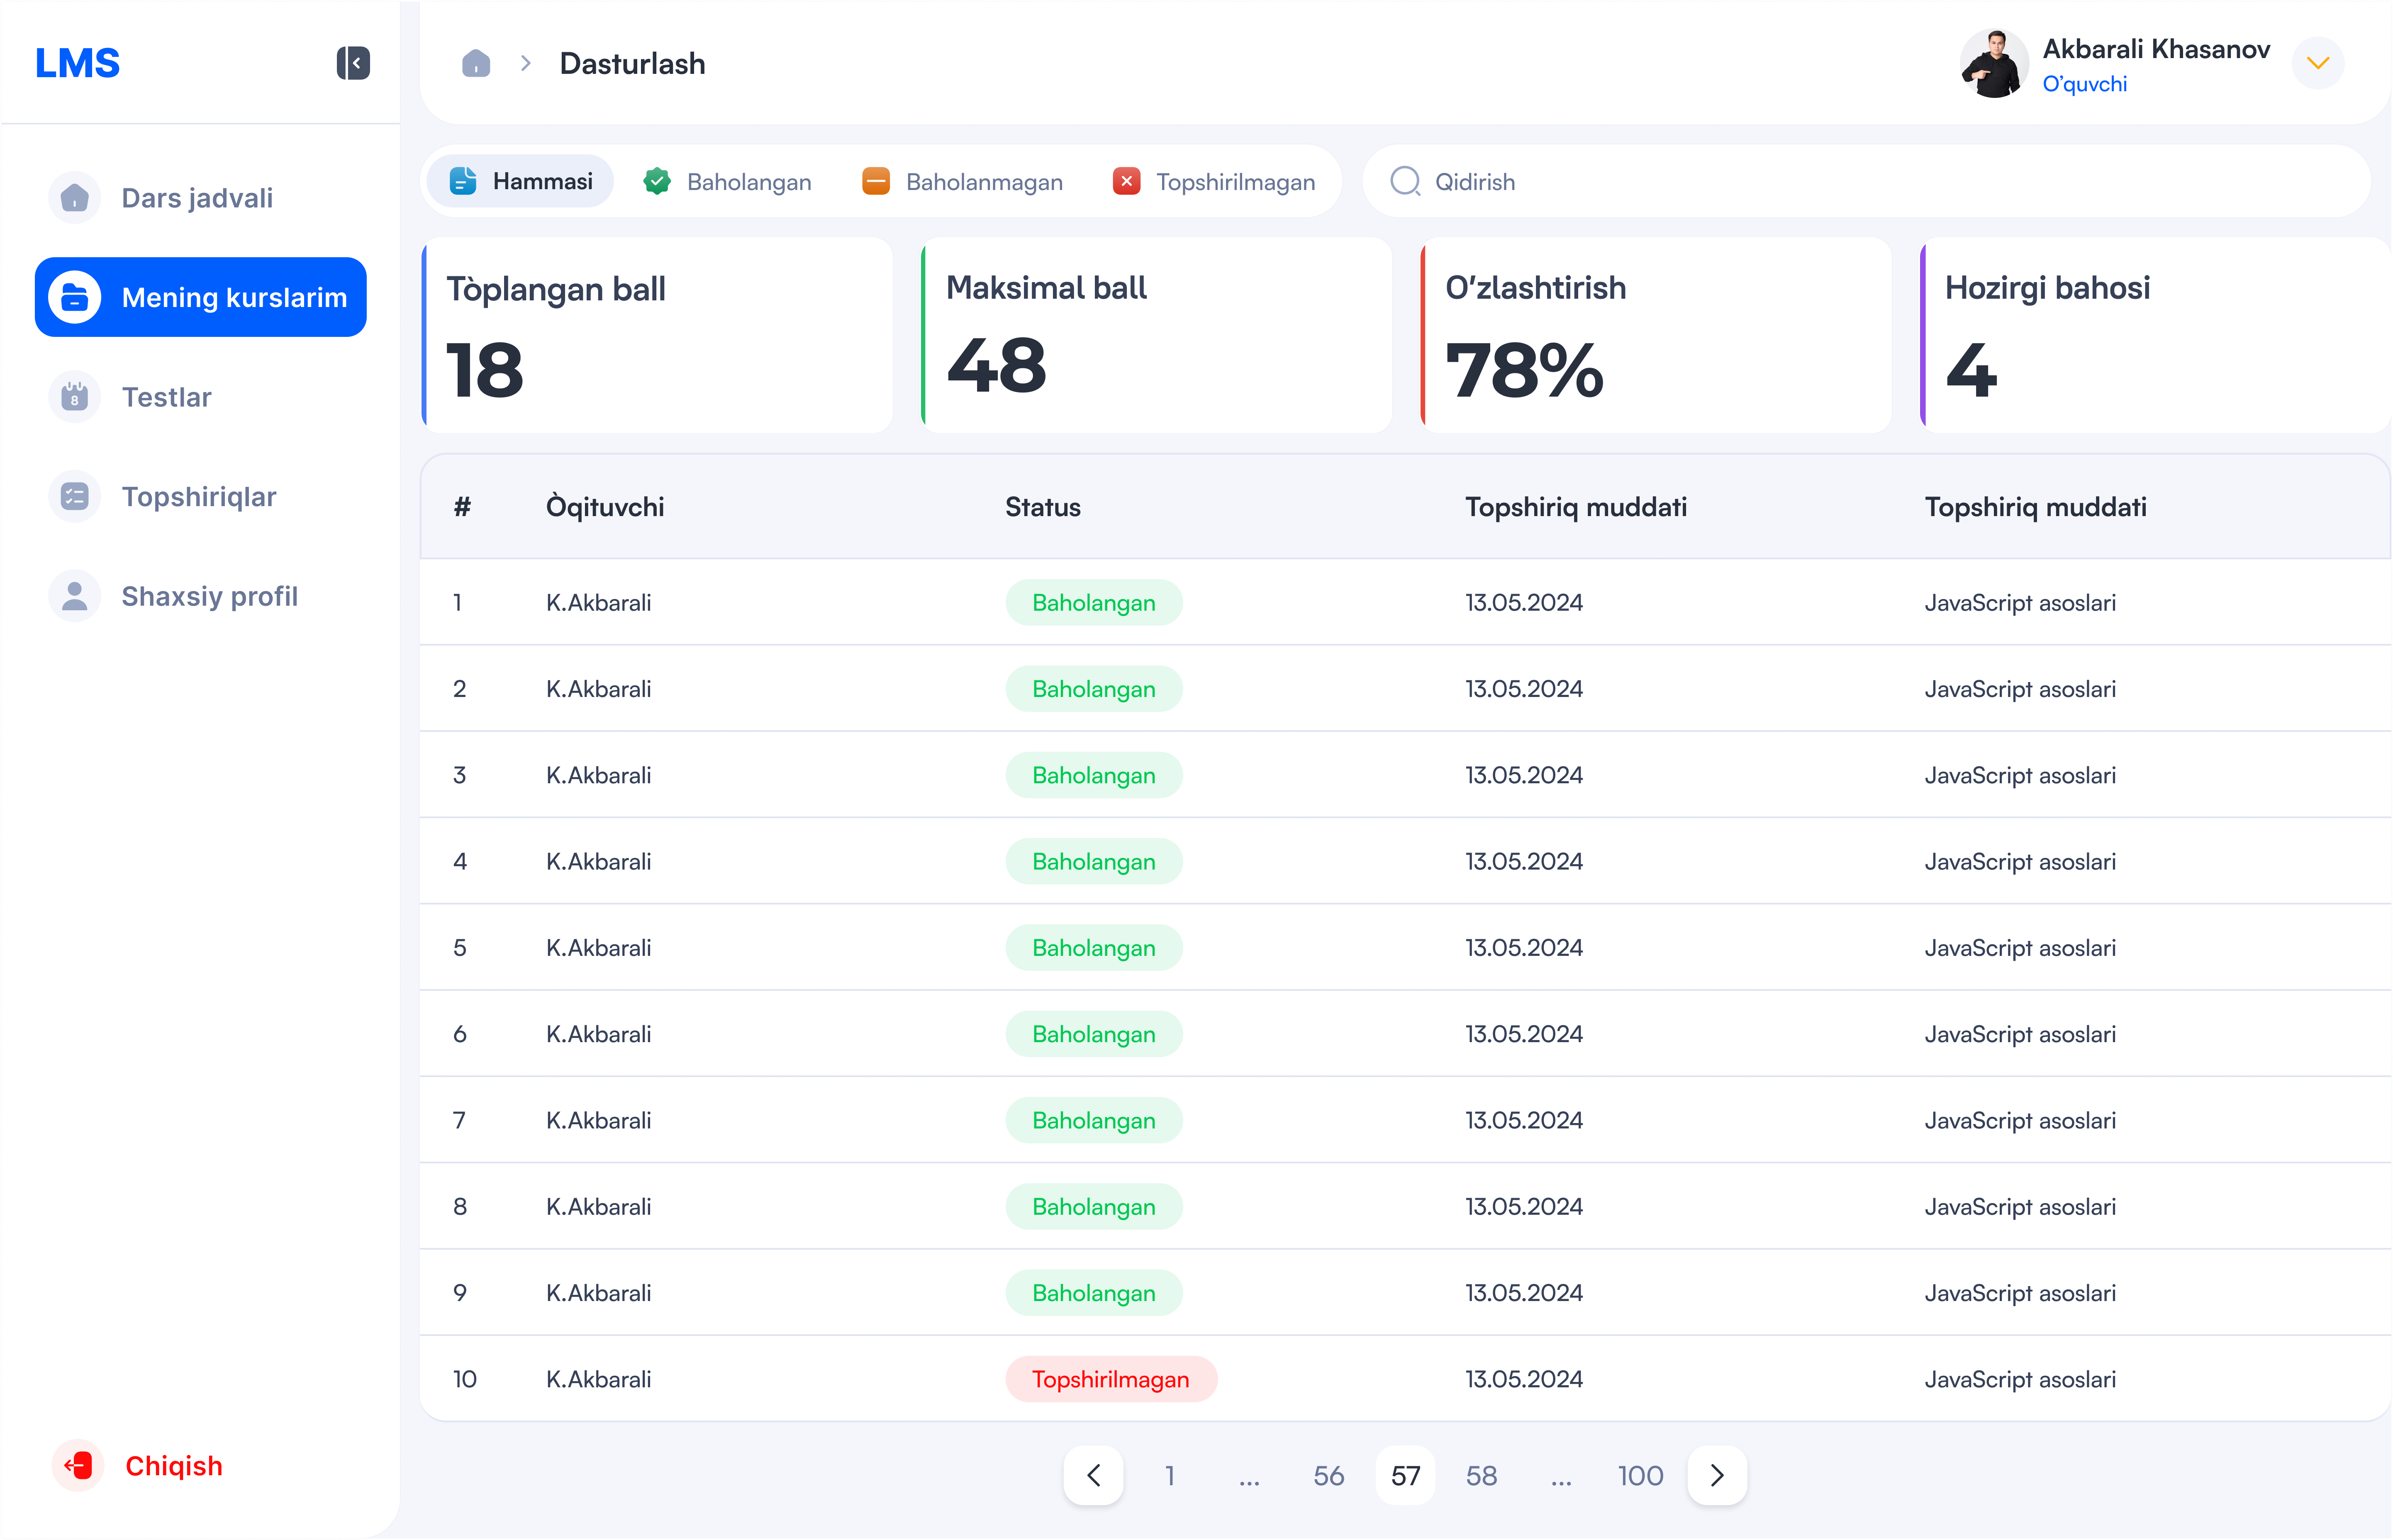 LMS
Dars jadvali
Mening kurslarim
8
Testlar
Topshiriqlar
Shaxsiy profil
Chiqish
Dasturlash
Akbarali Khasanov
O’quvchi
Hammasi
Baholangan
Baholanmagan
Topshirilmagan
Qidirish
Tòplangan ball
18
Maksimal ball
48
O’zlashtirish
78%
Hozirgi bahosi
4
# Òqituvchi Status Topshiriq muddati Topshiriq muddati
1 K.Akbarali Baholangan 13.05.2024 JavaScript asoslari
2 K.Akbarali Baholangan 13.05.2024 JavaScript asoslari
3 K.Akbarali Baholangan 13.05.2024 JavaScript asoslari
4 K.Akbarali Baholangan 13.05.2024 JavaScript asoslari
5 K.Akbarali Baholangan 13.05.2024 JavaScript asoslari
6 K.Akbarali Baholangan 13.05.2024 JavaScript asoslari
7 K.Akbarali Baholangan 13.05.2024 JavaScript asoslari
8 K.Akbarali Baholangan 13.05.2024 JavaScript asoslari
9 K.Akbarali Baholangan 13.05.2024 JavaScript asoslari
10 K.Akbarali Topshirilmagan 13.05.2024 JavaScript asoslari
1 ... 56 57 58 ... 100